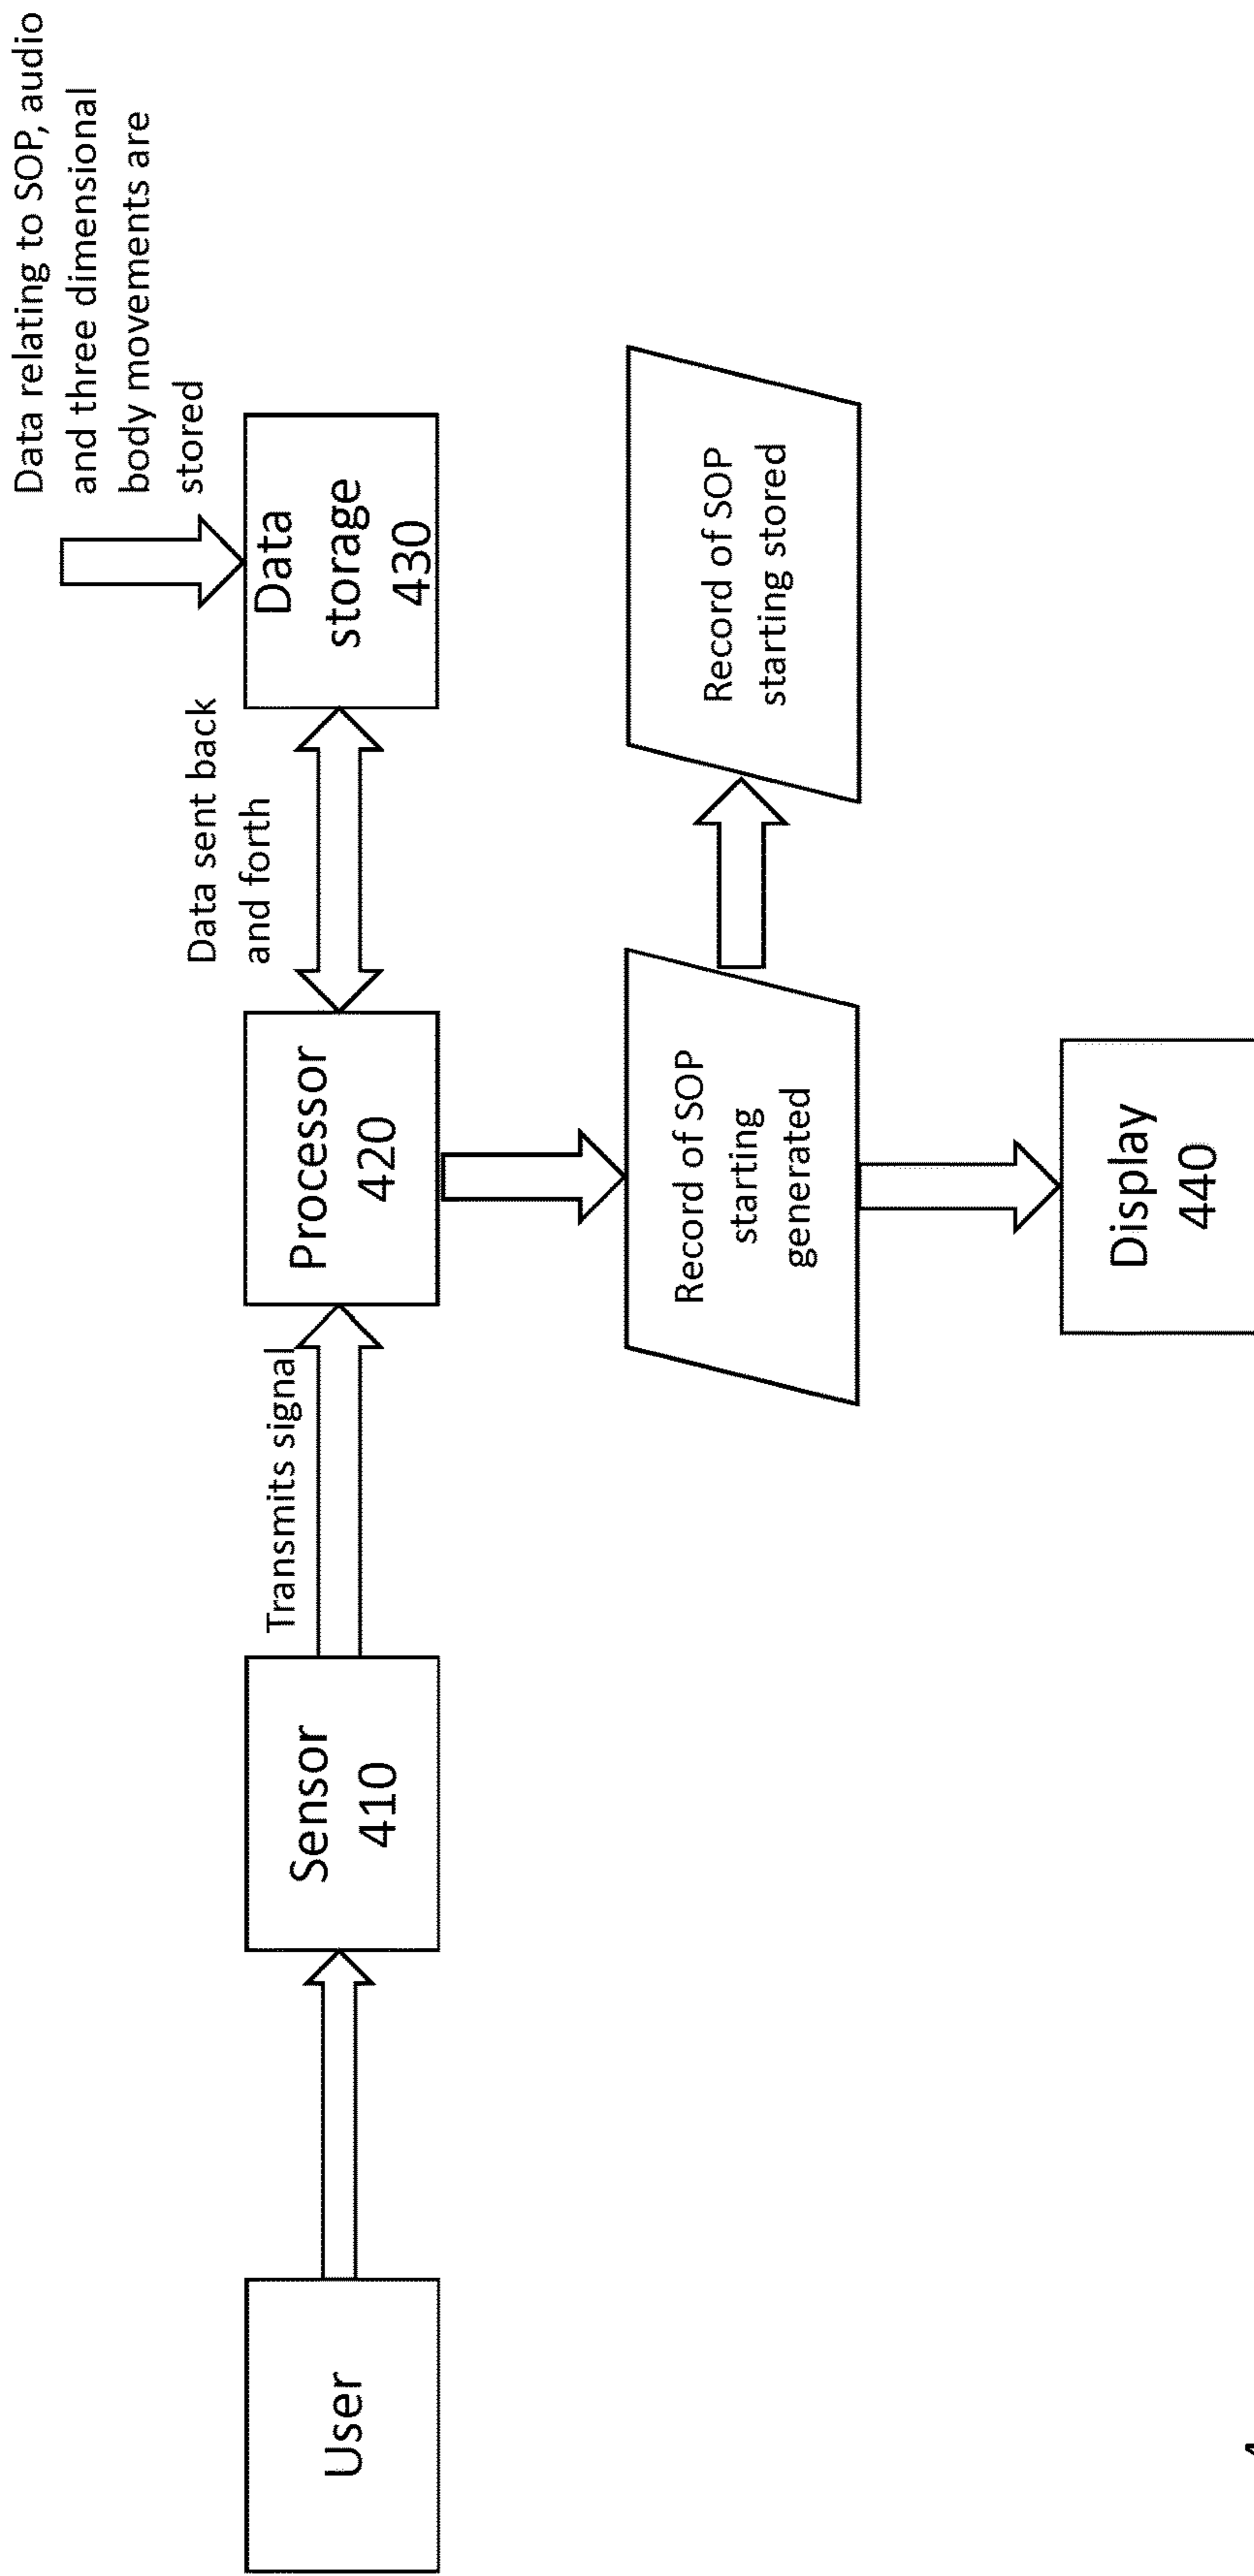 Data relating to SOP, audio
and three dimensional
body movements are
stored
User
Sensor
410
Transmits signal
Processor
420
Data sent back
and forth
Data
storage
430
Record of SOP
starting
generated
Record of SOP
starting stored
Display
440